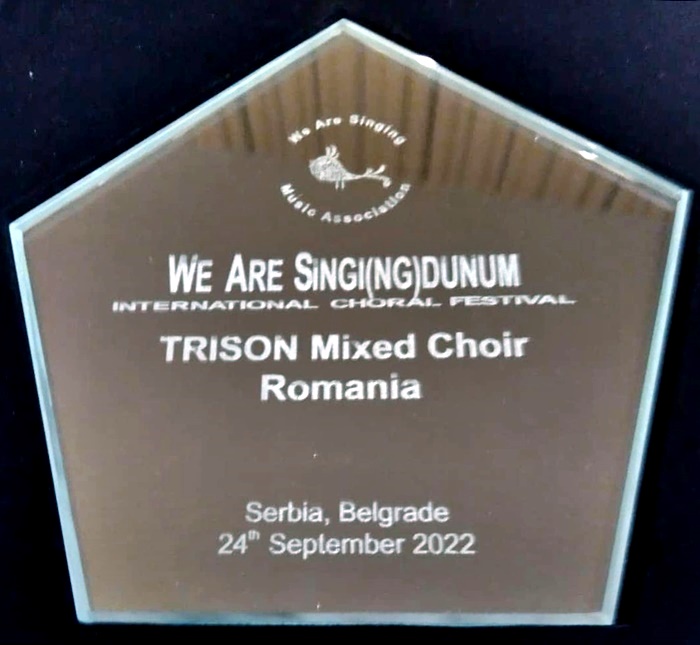 We Are Singing
Music Association
WE ARE SINGI(NG)DUNUM
INTERNATIONAL CHORAL FESTIVAL
TRISON Mixed Choir
Romania
Serbia, Belgrade
24th September 2022